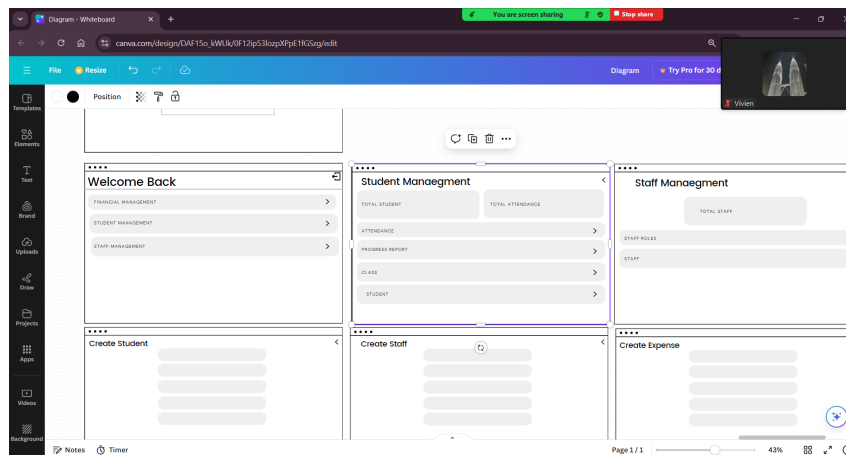 Diagram - Whiteboard
You are screen sharing
Stop share
canva.com/design/DAF15o_kWUk/0F12ip53lozpXPpE1fGSzg/edit
File
Resize
Diagram
Try Pro for 30 d
Vivien
Position
Templates
Elements
Text
Brand
Uploads
Draw
Projects
Apps
Videos
Background
Welcome Back
FINANCIAL MANAGEMENT
STUDENT MANAGEMENT
STAFF MANAGEMENT
Student Manaegment
TOTAL STUDENT
TOTAL ATTENDANCE
ATTENDANCE
PROGRESS REPORT
CLASS
STUDENT
Staff Managment
TOTAL STAFF
STAFF ROLES
STAFF
Create Student
Create Staff
Create Expense
Notes
Timer
Page 1 / 1
43%